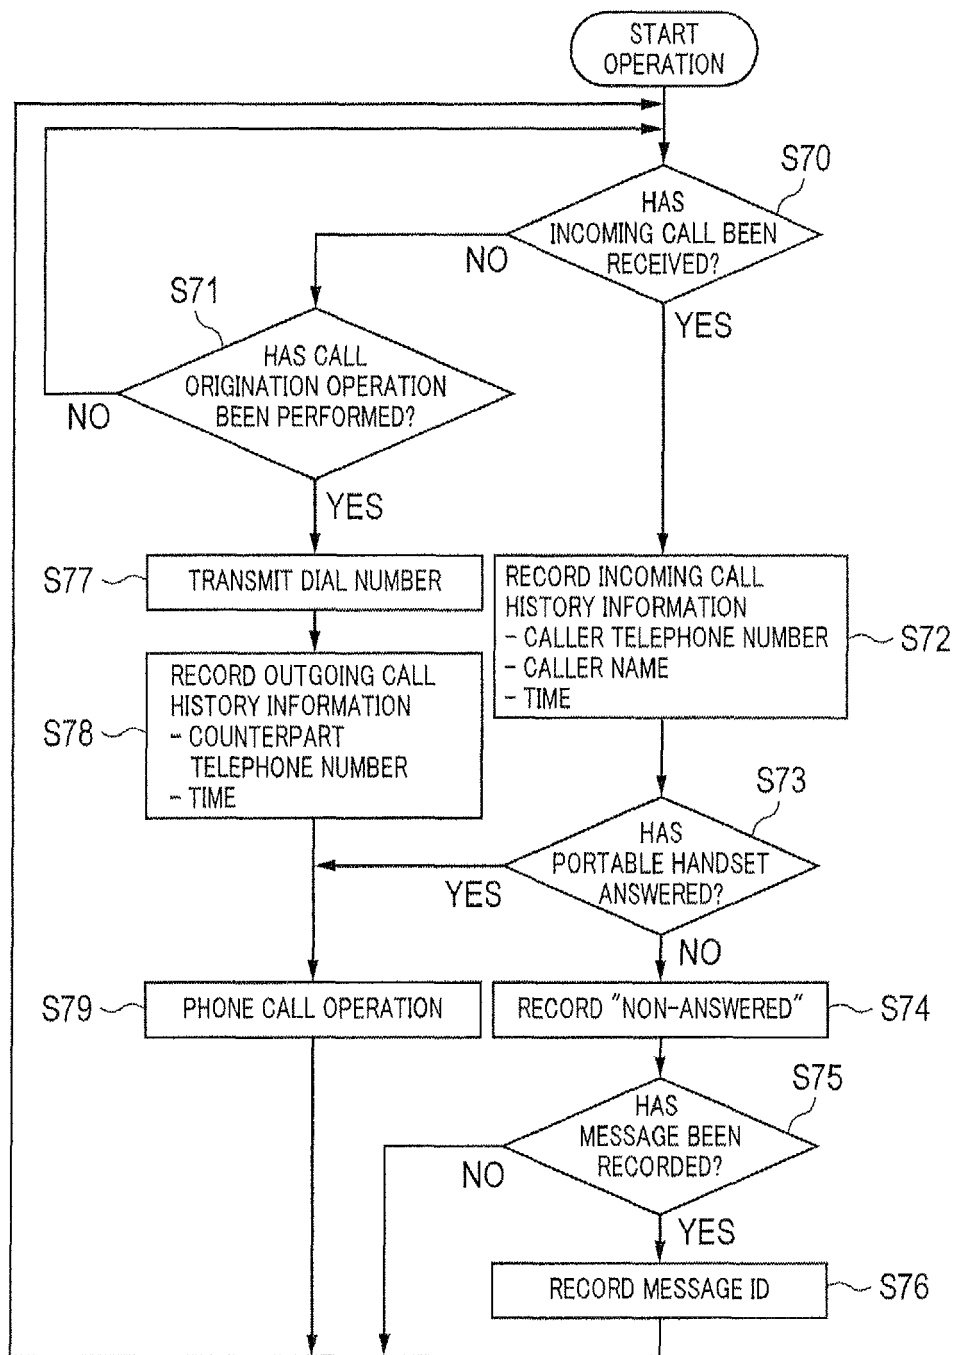 START
OPERATION
S70
HAS
INCOMING CALL BEEN
RECEIVED?
NO
YES
S71
HAS CALL
ORIGINATION OPERATION
BEEN PERFORMED?
NO
YES
S77
TRANSMIT DIAL NUMBER
RECORD INCOMING CALL
HISTORY INFORMATION
- CALLER TELEPHONE NUMBER
- CALLER NAME
- TIME
S72
S78
RECORD OUTGOING CALL
HISTORY INFORMATION
- COUNTERPART
TELEPHONE NUMBER
- TIME
S73
HAS
PORTABLE HANDSET
ANSWERED?
YES
NO
S79
PHONE CALL OPERATION
RECORD "NON-ANSWERED"
S74
S75
HAS
MESSAGE BEEN
RECORDED?
NO
YES
RECORD MESSAGE ID
S76